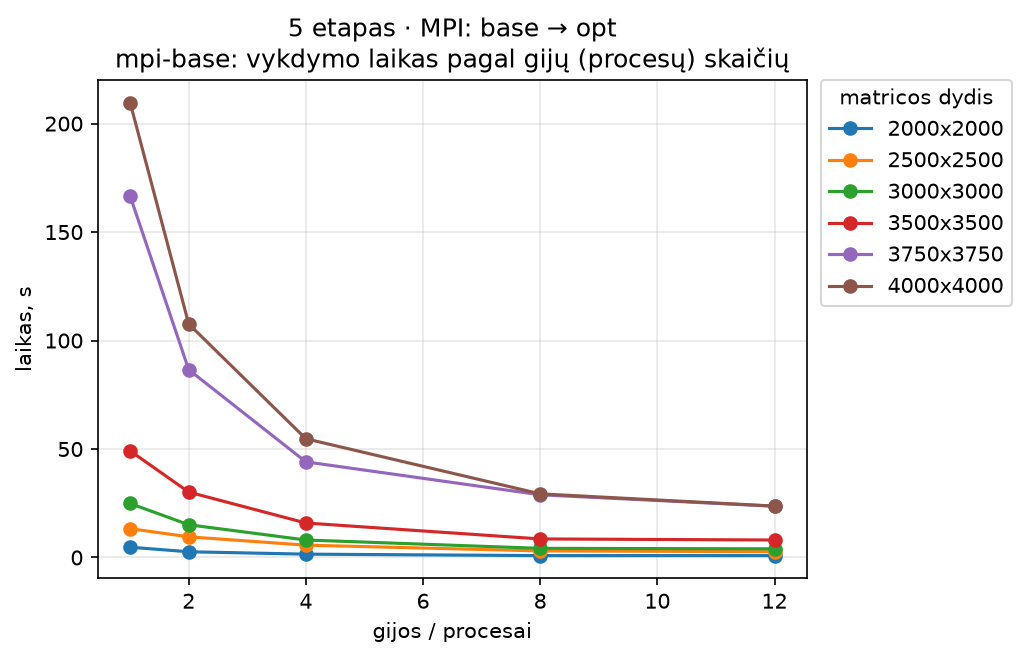 5 etapas · MPI: base → opt
mpi-base: vykdymo laikas pagal gijų (procesų) skaičių
matricos dydis
2000x2000
2500x2500
3000x3000
3500x3500
3750x3750
4000x4000
laikas, s
200
150
100
50
0
2 4 6 8 10 12
gijos / procesai